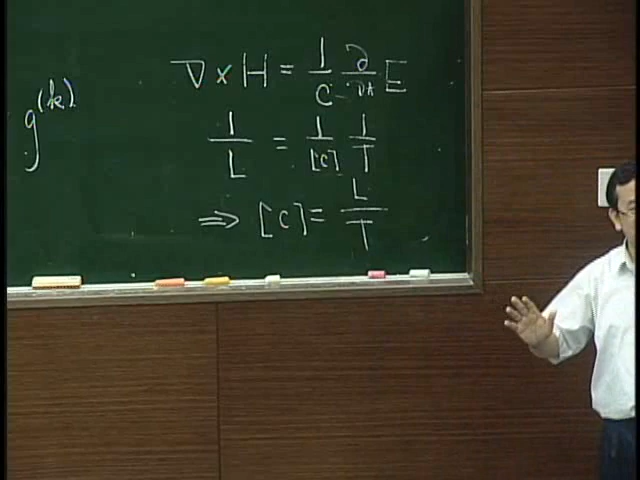 g^(k)
∇ × H = 1/C ∂/∂t E
1/L = 1/[C] 1/T
⇒ [C] = L/T